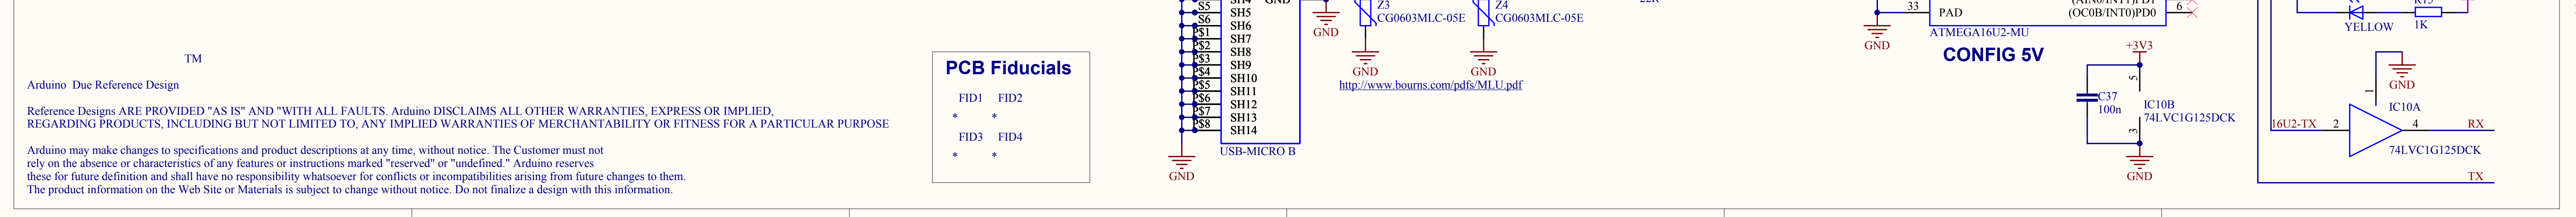 TM
Arduino Due Reference Design
Reference Designs ARE PROVIDED "AS IS" AND "WITH ALL FAULTS. Arduino DISCLAIMS ALL OTHER WARRANTIES, EXPRESS OR IMPLIED,
REGARDING PRODUCTS, INCLUDING BUT NOT LIMITED TO, ANY IMPLIED WARRANTIES OF MERCHANTABILITY OR FITNESS FOR A PARTICULAR PURPOSE
Arduino may make changes to specifications and product descriptions at any time, without notice. The Customer must not
rely on the absence or characteristics of any features or instructions marked "reserved" or "undefined." Arduino reserves
these for future definition and shall have no responsibility whatsoever for conflicts or incompatibilities arising from future changes to them.
The product information on the Web Site or Materials is subject to change without notice. Do not finalize a design with this information.
PCB Fiducials
FID1 FID2
* *
FID3 FID4
* *
S5 SH5
S6 SH6
P$1 SH7
P$2 SH8
P$3 SH9
P$4 SH10
P$5 SH11
P$6 SH12
P$7 SH13
P$8 SH14
USB-MICRO B
GND
GND
Z3
CG0603MLC-05E
GND
Z4
CG0603MLC-05E
GND
http://www.bourns.com/pdfs/MLU.pdf
33 PAD
(OC0B/INT0)PD0 6
ATMEGA16U2-MU
GND
CONFIG 5V
+3V3
5
C37
100n
IC10B
74LVC1G125DCK
3
GND
YELLOW
1K
GND
1
IC10A
16U2-TX 2 4 RX
74LVC1G125DCK
TX